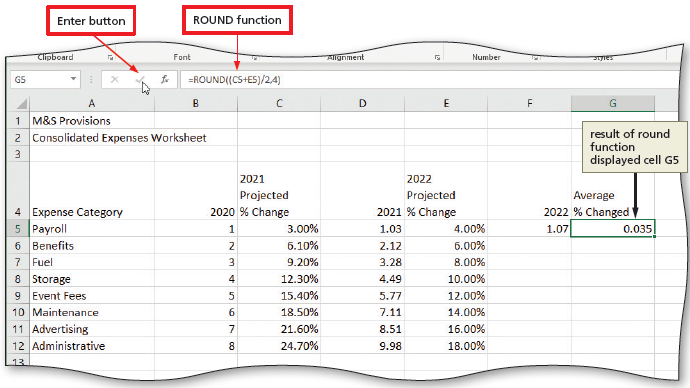 Enter button
ROUND function
Clipboard Font Alignment Number Styles
G5 fx =ROUND((C5+E5)/2,4)
A B C D E F G
1 M&S Provisions
2 Consolidated Expenses Worksheet
3
result of round
function
displayed cell G5
2021 2022
Projected Projected Average
4 Expense Category 2020 % Change 2021 % Change 2022 % Changed
5 Payroll 1 3.00% 1.03 4.00% 1.07 0.035
6 Benefits 2 6.10% 2.12 6.00%
7 Fuel 3 9.20% 3.28 8.00%
8 Storage 4 12.30% 4.49 10.00%
9 Event Fees 5 15.40% 5.77 12.00%
10 Maintenance 6 18.50% 7.11 14.00%
11 Advertising 7 21.60% 8.51 16.00%
12 Administrative 8 24.70% 9.98 18.00%
13